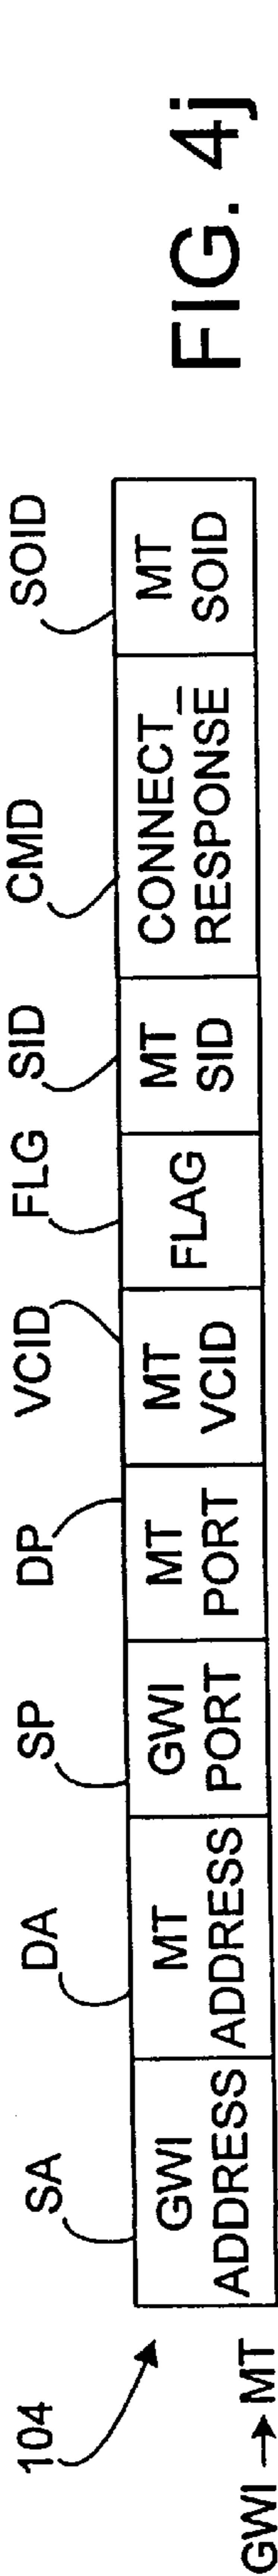 104
SA
DA
SP
DP
VCID
FLG
SID
CMD
SOID
GWI
ADDRESS
MT
ADDRESS
GWI
PORT
MT
PORT
MT
VCID
FLAG
MT
SID
CONNECT_
RESPONSE
MT
SOID
GWI → MT
FIG. 4j